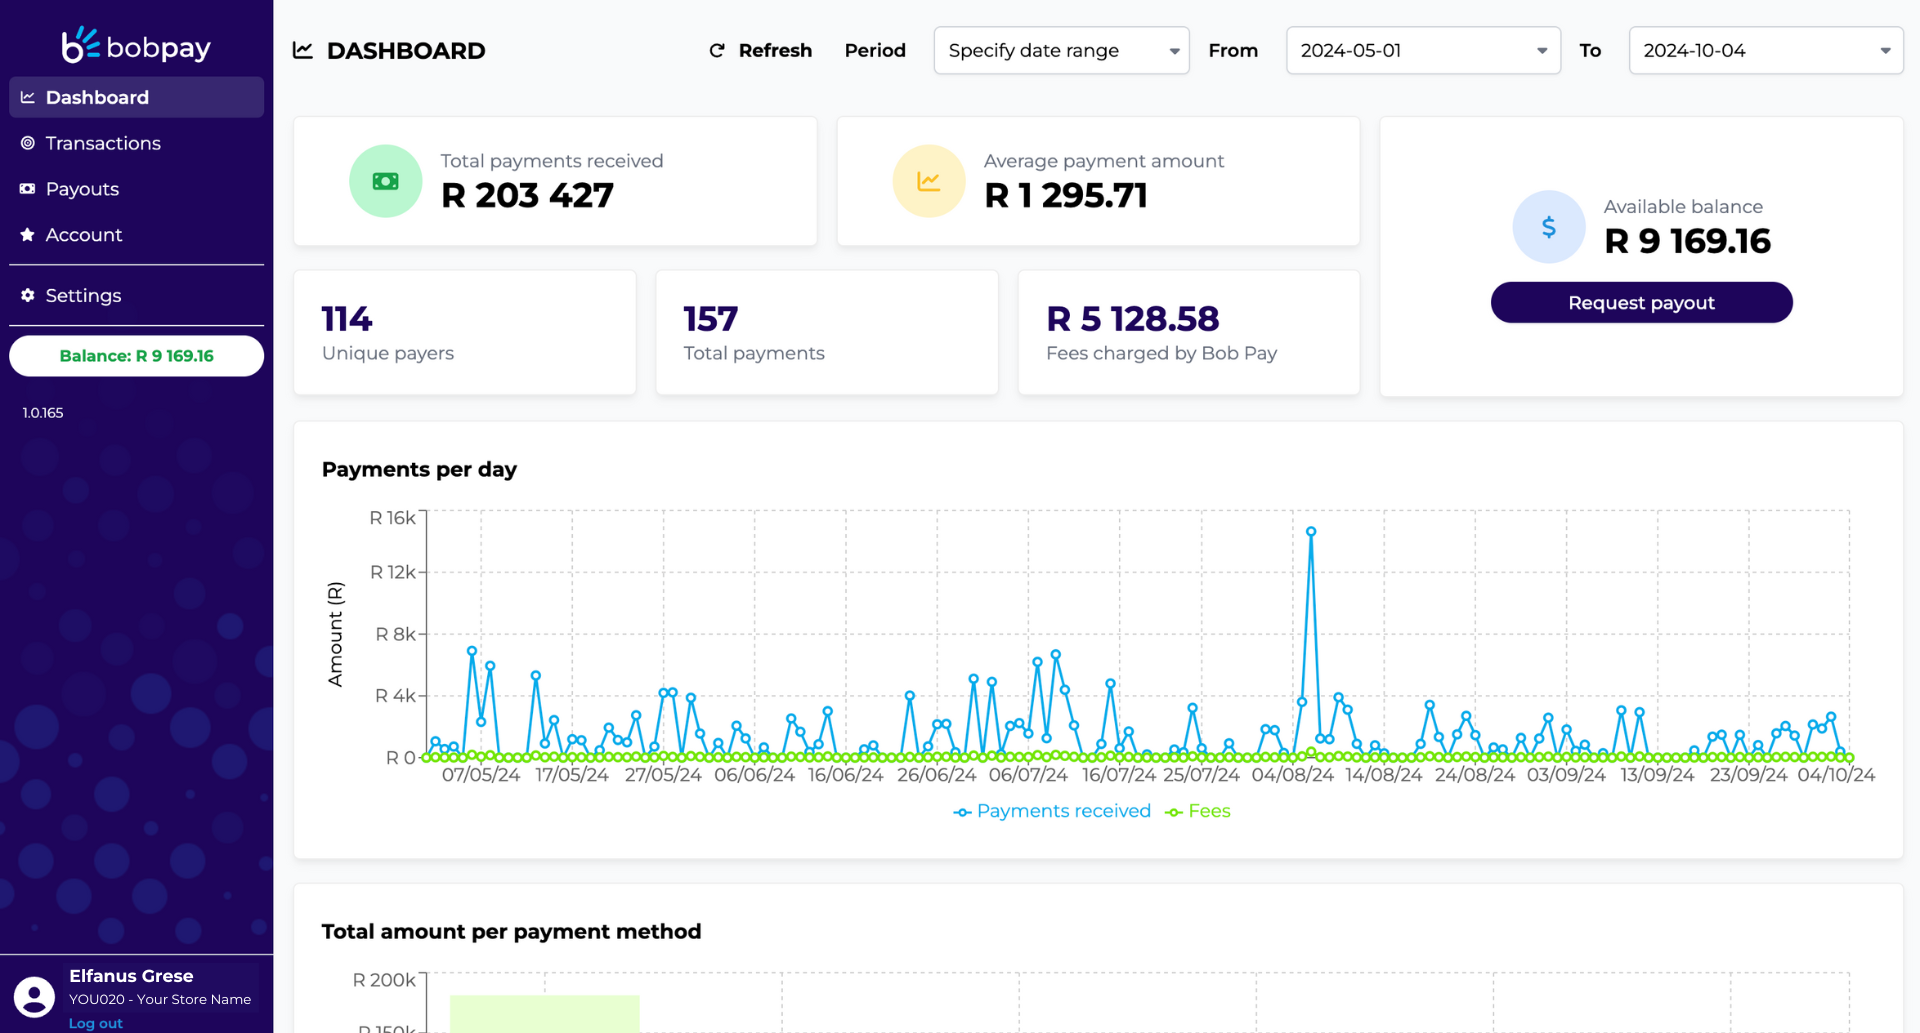 bobpay
Dashboard
Transactions
Payouts
Account
Settings
Balance: R 9 169.16
1.0.165
Elfanus Grese
YOU020 - Your Store Name
Log out
DASHBOARD
Refresh
Period
Specify date range
From
2024-05-01
To
2024-10-04
Total payments received
R 203 427
Average payment amount
R 1 295.71
Available balance
R 9 169.16
Request payout
114
Unique payers
157
Total payments
R 5 128.58
Fees charged by Bob Pay
Payments per day
Amount (R)
R 16k
R 12k
R 8k
R 4k
R 0
07/05/24 17/05/24 27/05/24 06/06/24 16/06/24 26/06/24 06/07/24 16/07/24 25/07/24 04/08/24 14/08/24 24/08/24 03/09/24 13/09/24 23/09/24 04/10/24
Payments received Fees
Total amount per payment method
R 200k
R 150k